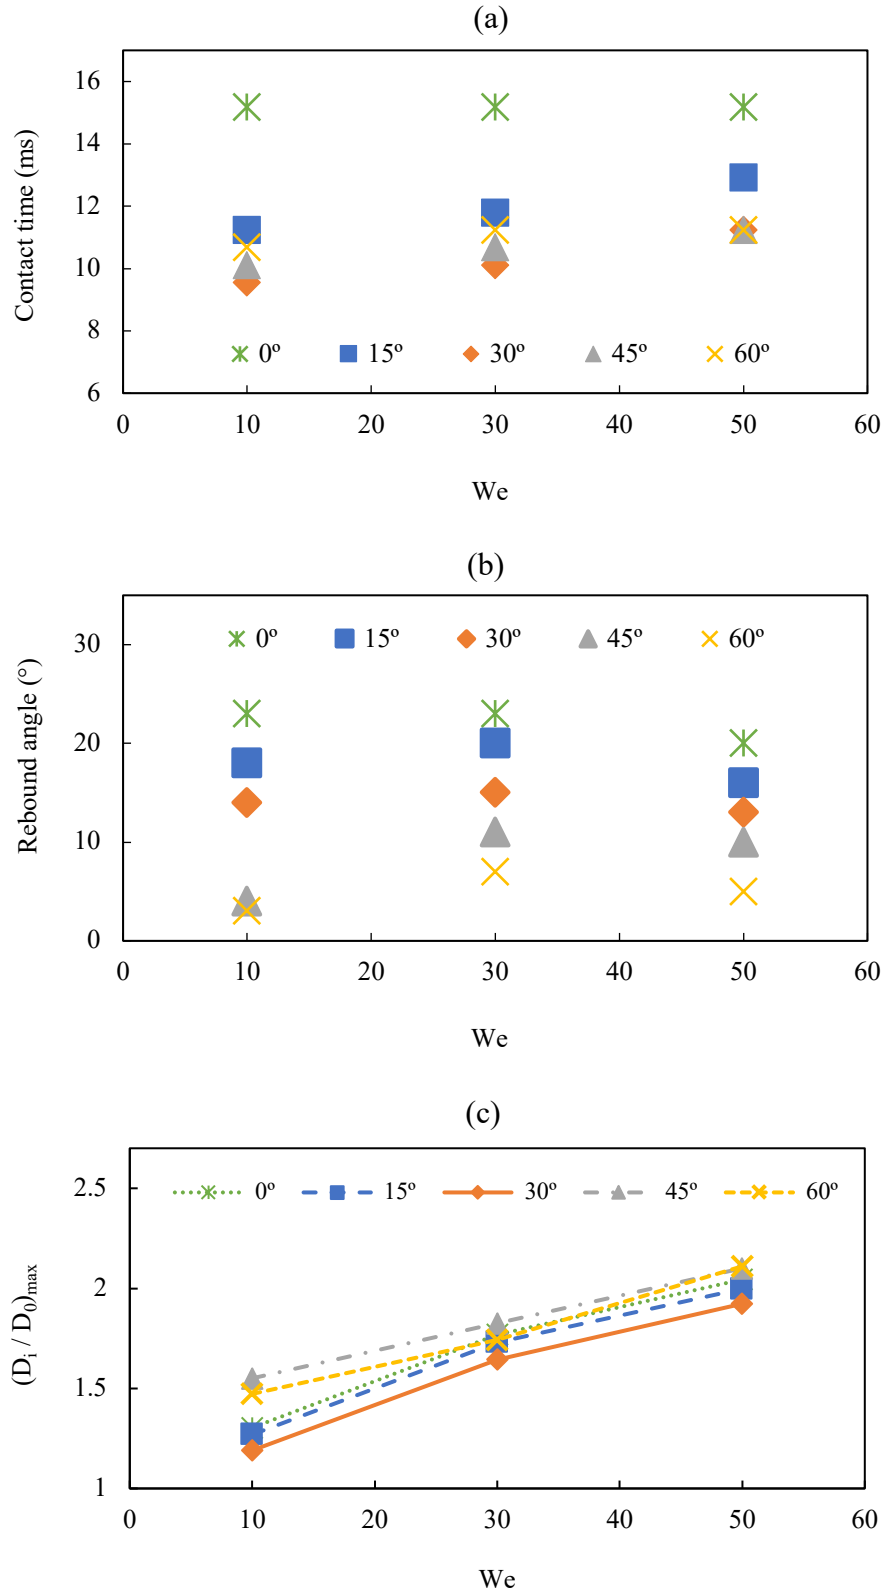 (a)
16
14
12
10
8
6
Contact time (ms)
0º 15º 30º 45º 60º
0 10 20 30 40 50 60
We
(b)
30
20
10
0
Rebound angle (°)
0º 15º 30º 45º 60º
0 10 20 30 40 50 60
We
(c)
2.5
2
1.5
1
(Di / D0)max
0º 15º 30º 45º 60º
0 10 20 30 40 50 60
We